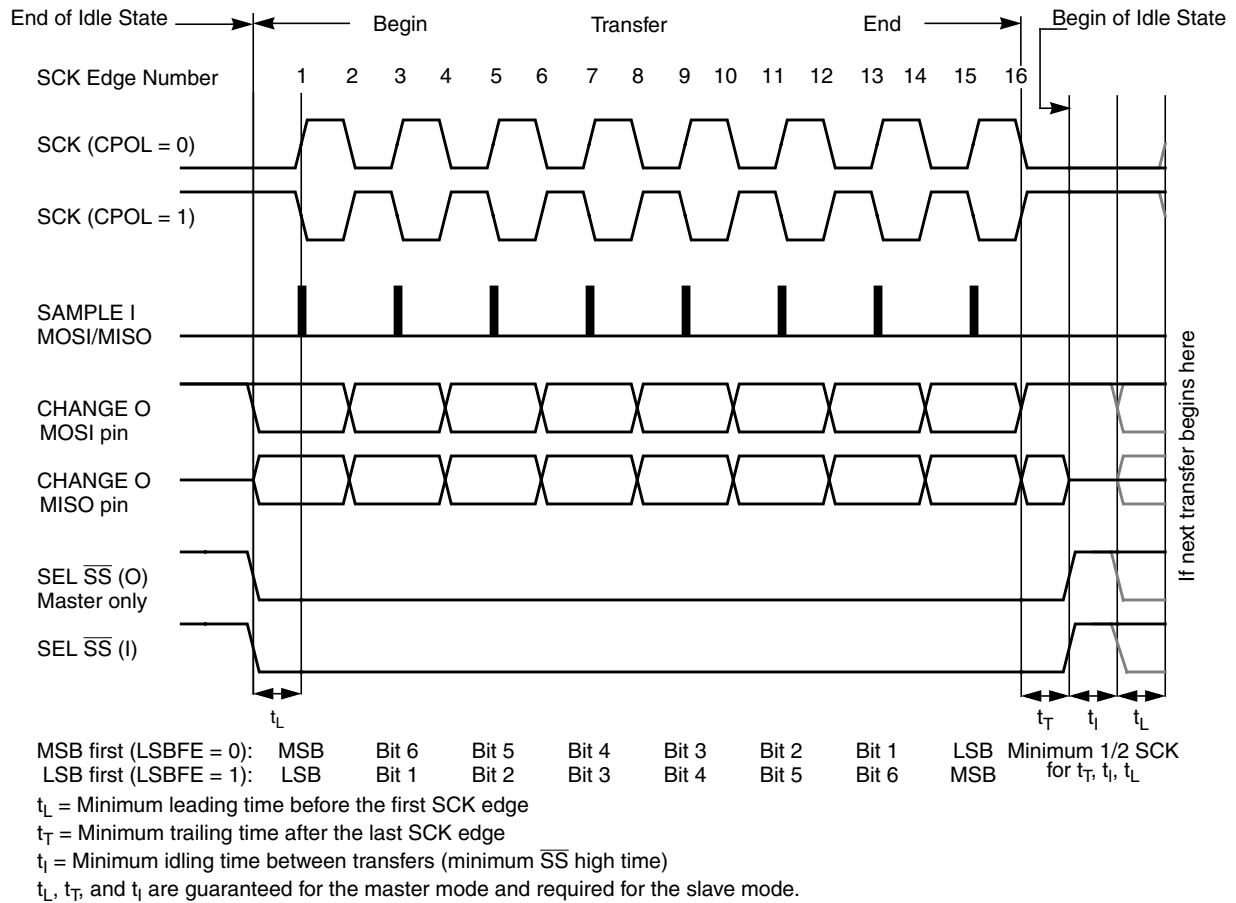 End of Idle State
Begin
Transfer
End
Begin of Idle State
SCK Edge Number
1 2 3 4 5 6 7 8 9 10 11 12 13 14 15 16
SCK (CPOL = 0)
SCK (CPOL = 1)
SAMPLE I
MOSI/MISO
CHANGE O
MOSI pin
CHANGE O
MISO pin
SEL S̅S̅ (O)
Master only
SEL S̅S̅ (I)
If next transfer begins here
tL
tT tI tL
MSB first (LSBFE = 0): MSB Bit 6 Bit 5 Bit 4 Bit 3 Bit 2 Bit 1 LSB
LSB first (LSBFE = 1): LSB Bit 1 Bit 2 Bit 3 Bit 4 Bit 5 Bit 6 MSB
Minimum 1/2 SCK
for tT, tI, tL
tL = Minimum leading time before the first SCK edge
tT = Minimum trailing time after the last SCK edge
tI = Minimum idling time between transfers (minimum S̅S̅ high time)
tL, tT, and tI are guaranteed for the master mode and required for the slave mode.